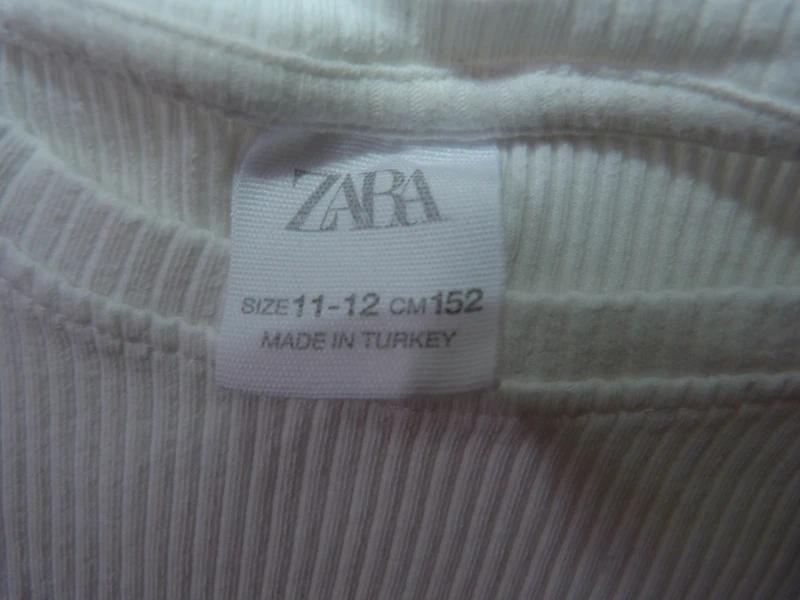 ZARA
SIZE 11-12 CM 152
MADE IN TURKEY